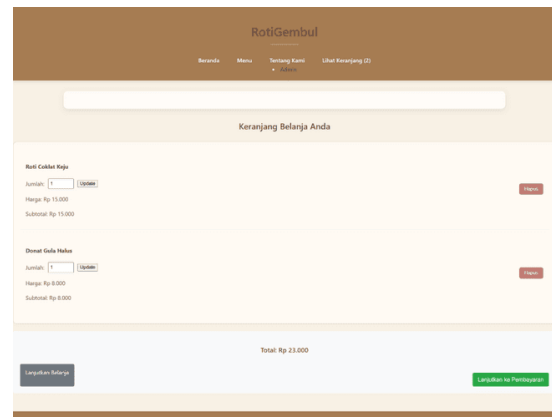 RotiGembul
Beranda Menu Tentang Kami Lihat Keranjang (2)
Admin
Keranjang Belanja Anda
Roti Coklat Keju
Jumlah: 1 Update
Hapus
Harga: Rp 15.000
Subtotal: Rp 15.000
Donat Gula Halus
Jumlah: 1 Update
Hapus
Harga: Rp 8.000
Subtotal: Rp 8.000
Total: Rp 23.000
Lanjutkan Belanja
Lanjutkan ke Pembayaran